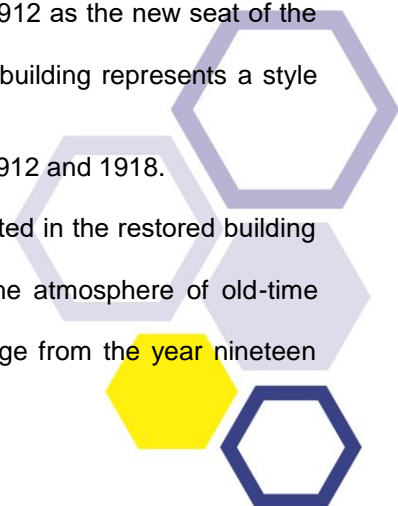 912 as the new seat of the
building represents a style
912 and 1918.
ted in the restored building
he atmosphere of old-time
ge from the year nineteen